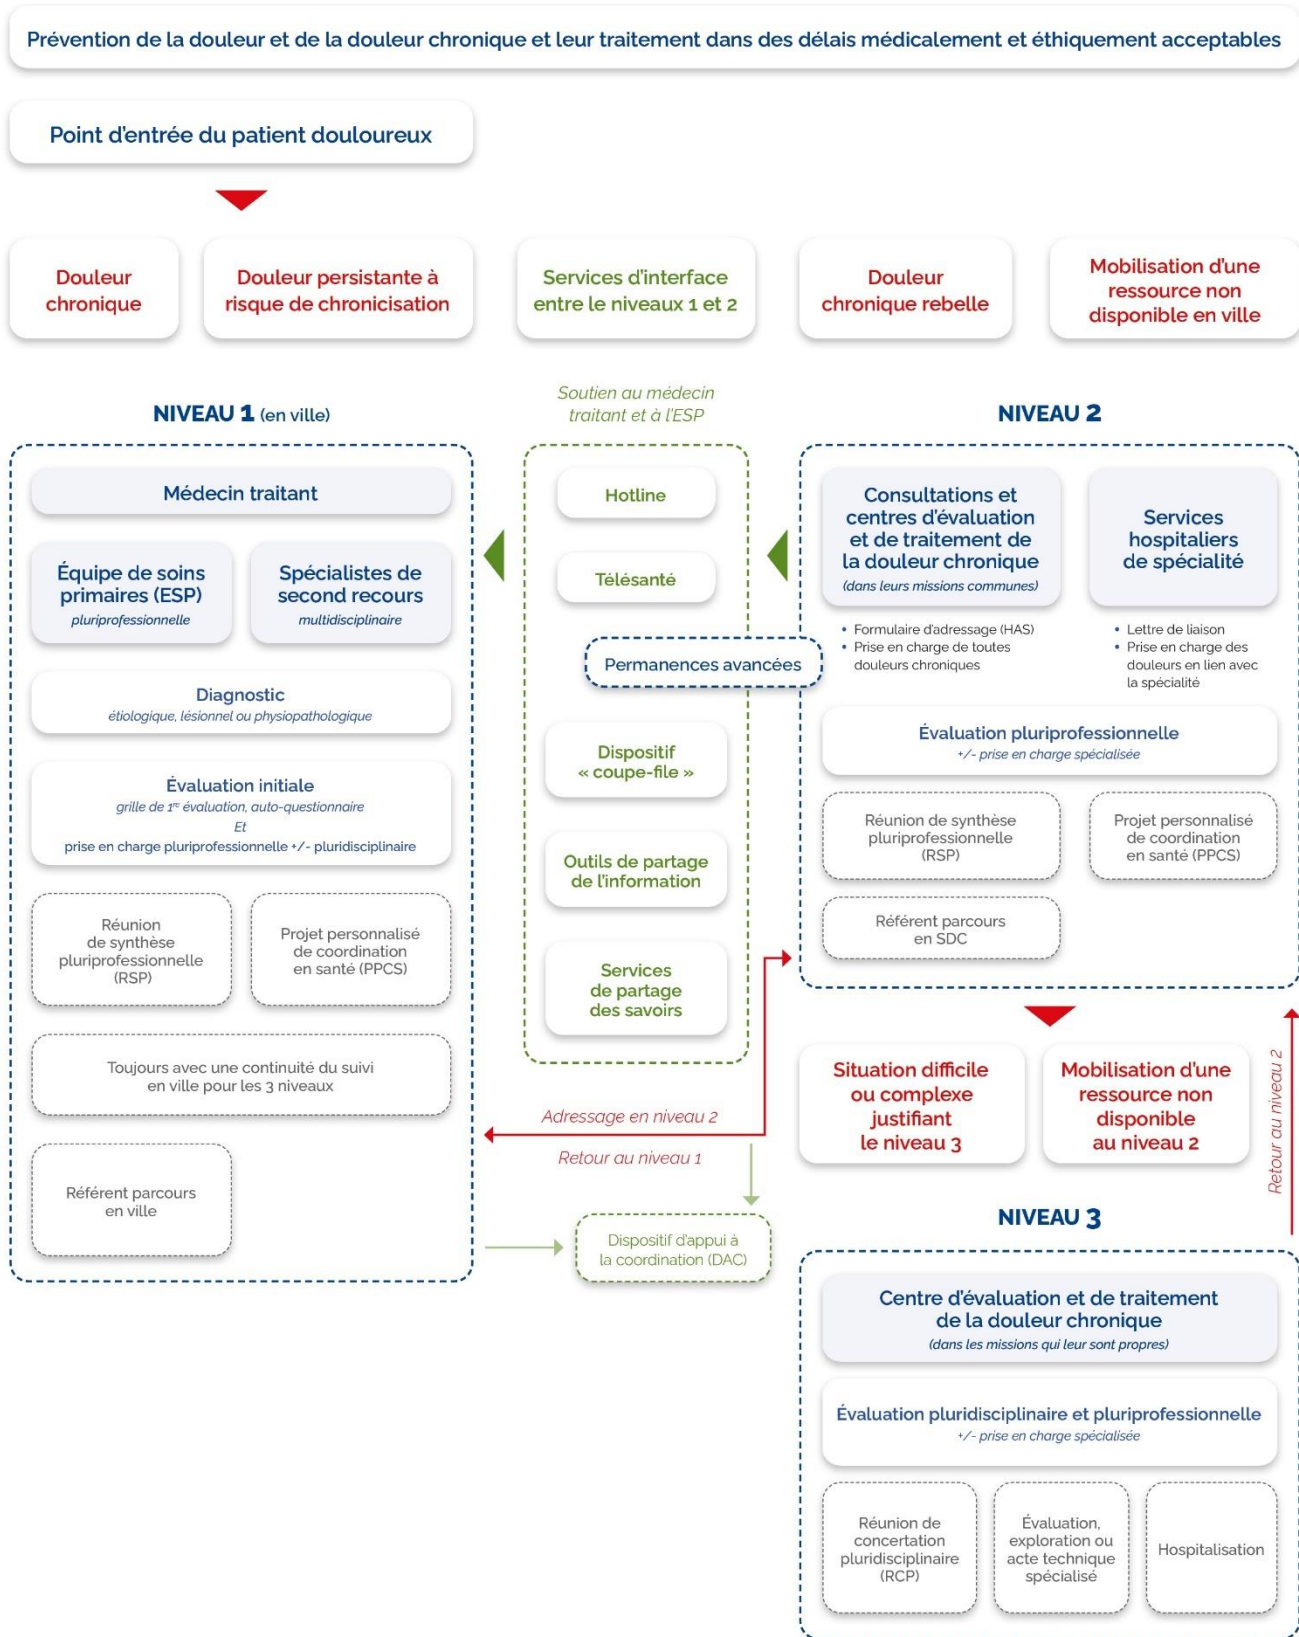 Prévention de la douleur et de la douleur chronique et leur traitement dans des délais médicalement et éthiquement acceptables
Point d'entrée du patient douloureux
Douleur
chronique
Douleur persistante à
risque de chronicisation
Services d'interface
entre le niveaux 1 et 2
Douleur
chronique rebelle
Mobilisation d'une
ressource non
disponible en ville
NIVEAU 1 (en ville)
Médecin traitant
Équipe de soins
primaires (ESP)
pluriprofessionnelle
Spécialistes de
second recours
multidisciplinaire
Diagnostic
étiologique, lésionnel ou physiopathologique
Évaluation initiale
grille de 1re évaluation, auto-questionnaire
Et
prise en charge pluriprofessionnelle +/- pluridisciplinaire
Réunion
de synthèse
pluriprofessionnelle
(RSP)
Projet personnalisé
de coordination
en santé (PPCS)
Toujours avec une continuité du suivi
en ville pour les 3 niveaux
Référent parcours
en ville
Soutien au médecin
traitant et à l'ESP
Hotline
Télésanté
Permanences avancées
Dispositif
« coupe-file »
Outils de partage
de l'information
Services
de partage
des savoirs
Adressage en niveau 2
Retour au niveau 1
Dispositif d'appui à
la coordination (DAC)
NIVEAU 2
Consultations et
centres d'évaluation
et de traitement de
la douleur chronique
(dans leurs missions communes)
• Formulaire d'adressage (HAS)
• Prise en charge de toutes
douleurs chroniques
Services
hospitaliers
de spécialité
• Lettre de liaison
• Prise en charge des
douleurs en lien avec
la spécialité
Évaluation pluriprofessionnelle
+/- prise en charge spécialisée
Réunion de synthèse
pluriprofessionnelle
(RSP)
Projet personnalisé
de coordination
en santé (PPCS)
Référent parcours
en SDC
Situation difficile
ou complexe
justifiant
le niveau 3
Mobilisation d'une
ressource non
disponible
au niveau 2
Retour au niveau 2
NIVEAU 3
Centre d'évaluation et de traitement
de la douleur chronique
(dans les missions qui leur sont propres)
Évaluation pluridisciplinaire et pluriprofessionnelle
+/- prise en charge spécialisée
Réunion de
concertation
pluridisciplinaire
(RCP)
Évaluation,
exploration ou
acte technique
spécialisé
Hospitalisation